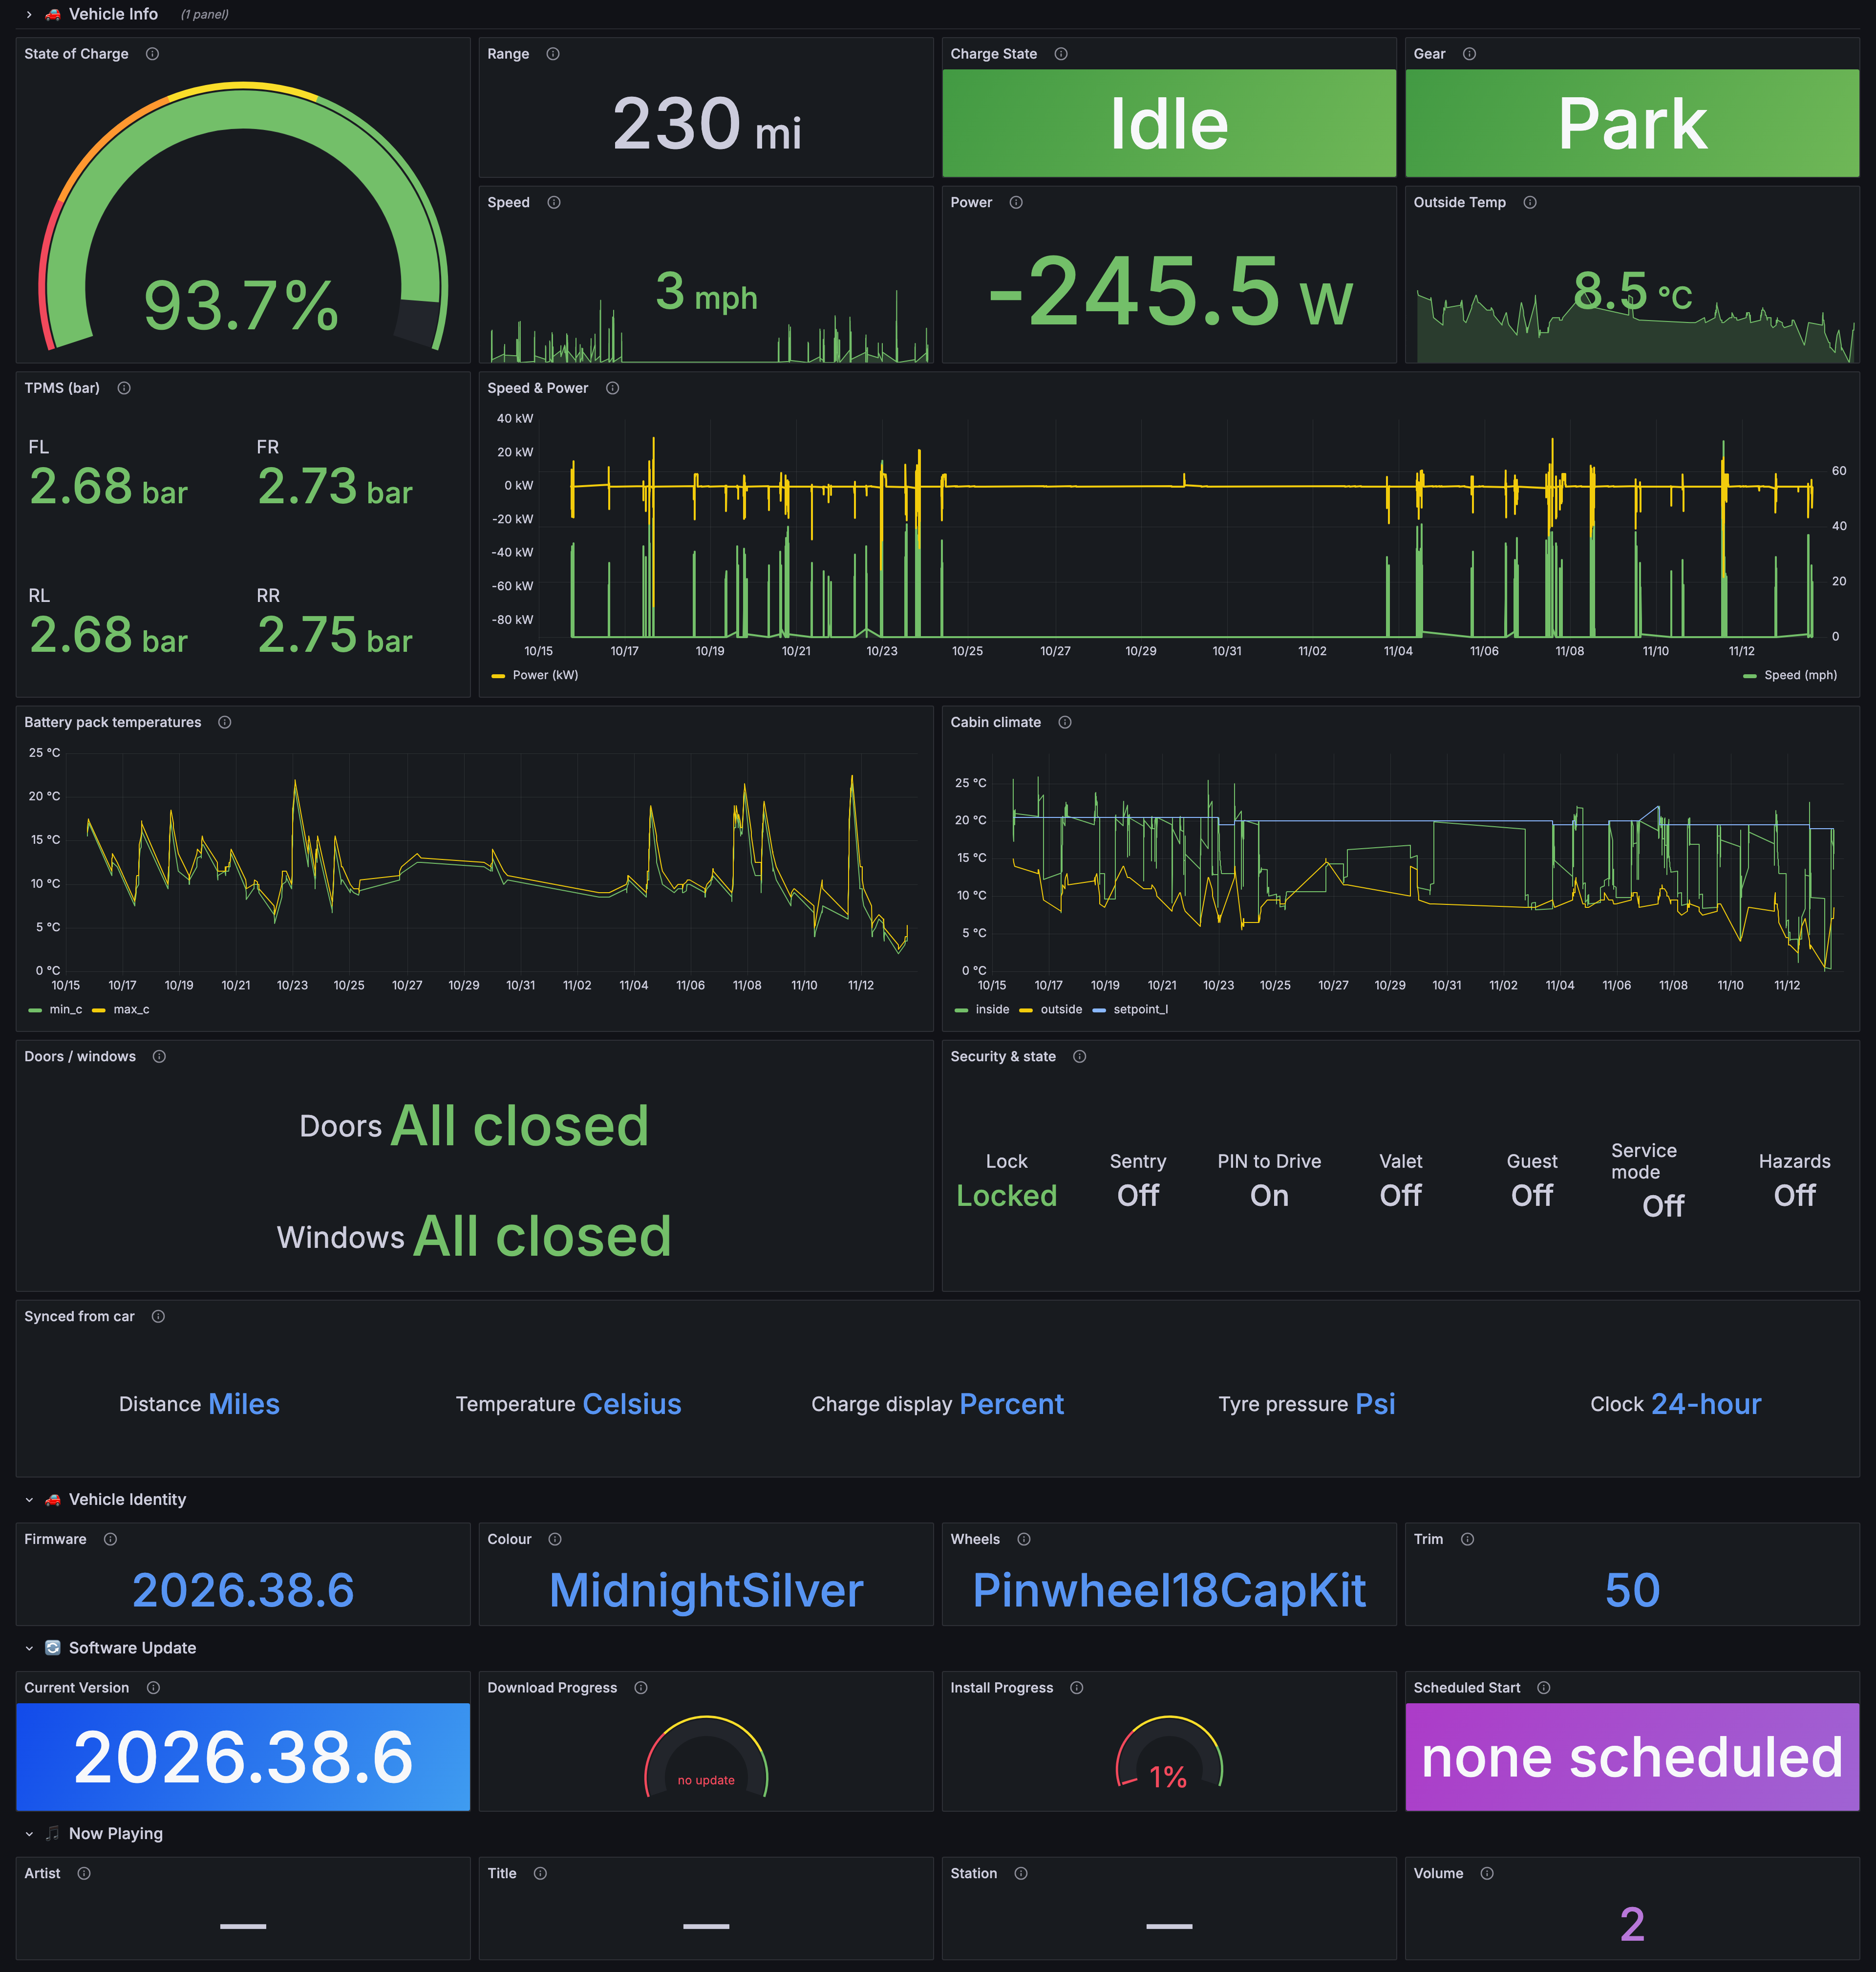 Vehicle Info (1 panel)
State of Charge
93.7%
Range
230 mi
Charge State
Idle
Gear
Park
Speed
3 mph
Power
-245.5 W
Outside Temp
8.5 °C
TPMS (bar)
FL
2.68 bar
FR
2.73 bar
RL
2.68 bar
RR
2.75 bar
Speed & Power
40 kW
20 kW
0 kW
-20 kW
-40 kW
-60 kW
-80 kW
60
40
20
0
10/15 10/17 10/19 10/21 10/23 10/25 10/27 10/29 10/31 11/02 11/04 11/06 11/08 11/10 11/12
Power (kW)
Speed (mph)
Battery pack temperatures
25 °C
20 °C
15 °C
10 °C
5 °C
0 °C
10/15 10/17 10/19 10/21 10/23 10/25 10/27 10/29 10/31 11/02 11/04 11/06 11/08 11/10 11/12
min_c max_c
Cabin climate
25 °C
20 °C
15 °C
10 °C
5 °C
0 °C
10/15 10/17 10/19 10/21 10/23 10/25 10/27 10/29 10/31 11/02 11/04 11/06 11/08 11/10 11/12
inside outside setpoint_l
Doors / windows
Doors All closed
Windows All closed
Security & state
Lock
Locked
Sentry
Off
PIN to Drive
On
Valet
Off
Guest
Off
Service
mode
Off
Hazards
Off
Synced from car
Distance Miles
Temperature Celsius
Charge display Percent
Tyre pressure Psi
Clock 24-hour
Vehicle Identity
Firmware
2026.38.6
Colour
MidnightSilver
Wheels
Pinwheel18CapKit
Trim
50
Software Update
Current Version
2026.38.6
Download Progress
no update
Install Progress
1%
Scheduled Start
none scheduled
Now Playing
Artist
—
Title
—
Station
—
Volume
2